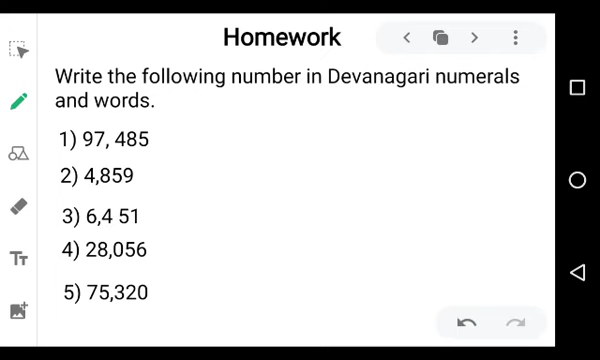 Homework
Write the following number in Devanagari numerals
and words.
1) 97, 485
2) 4,859
3) 6,4 51
4) 28,056
5) 75,320
Tт